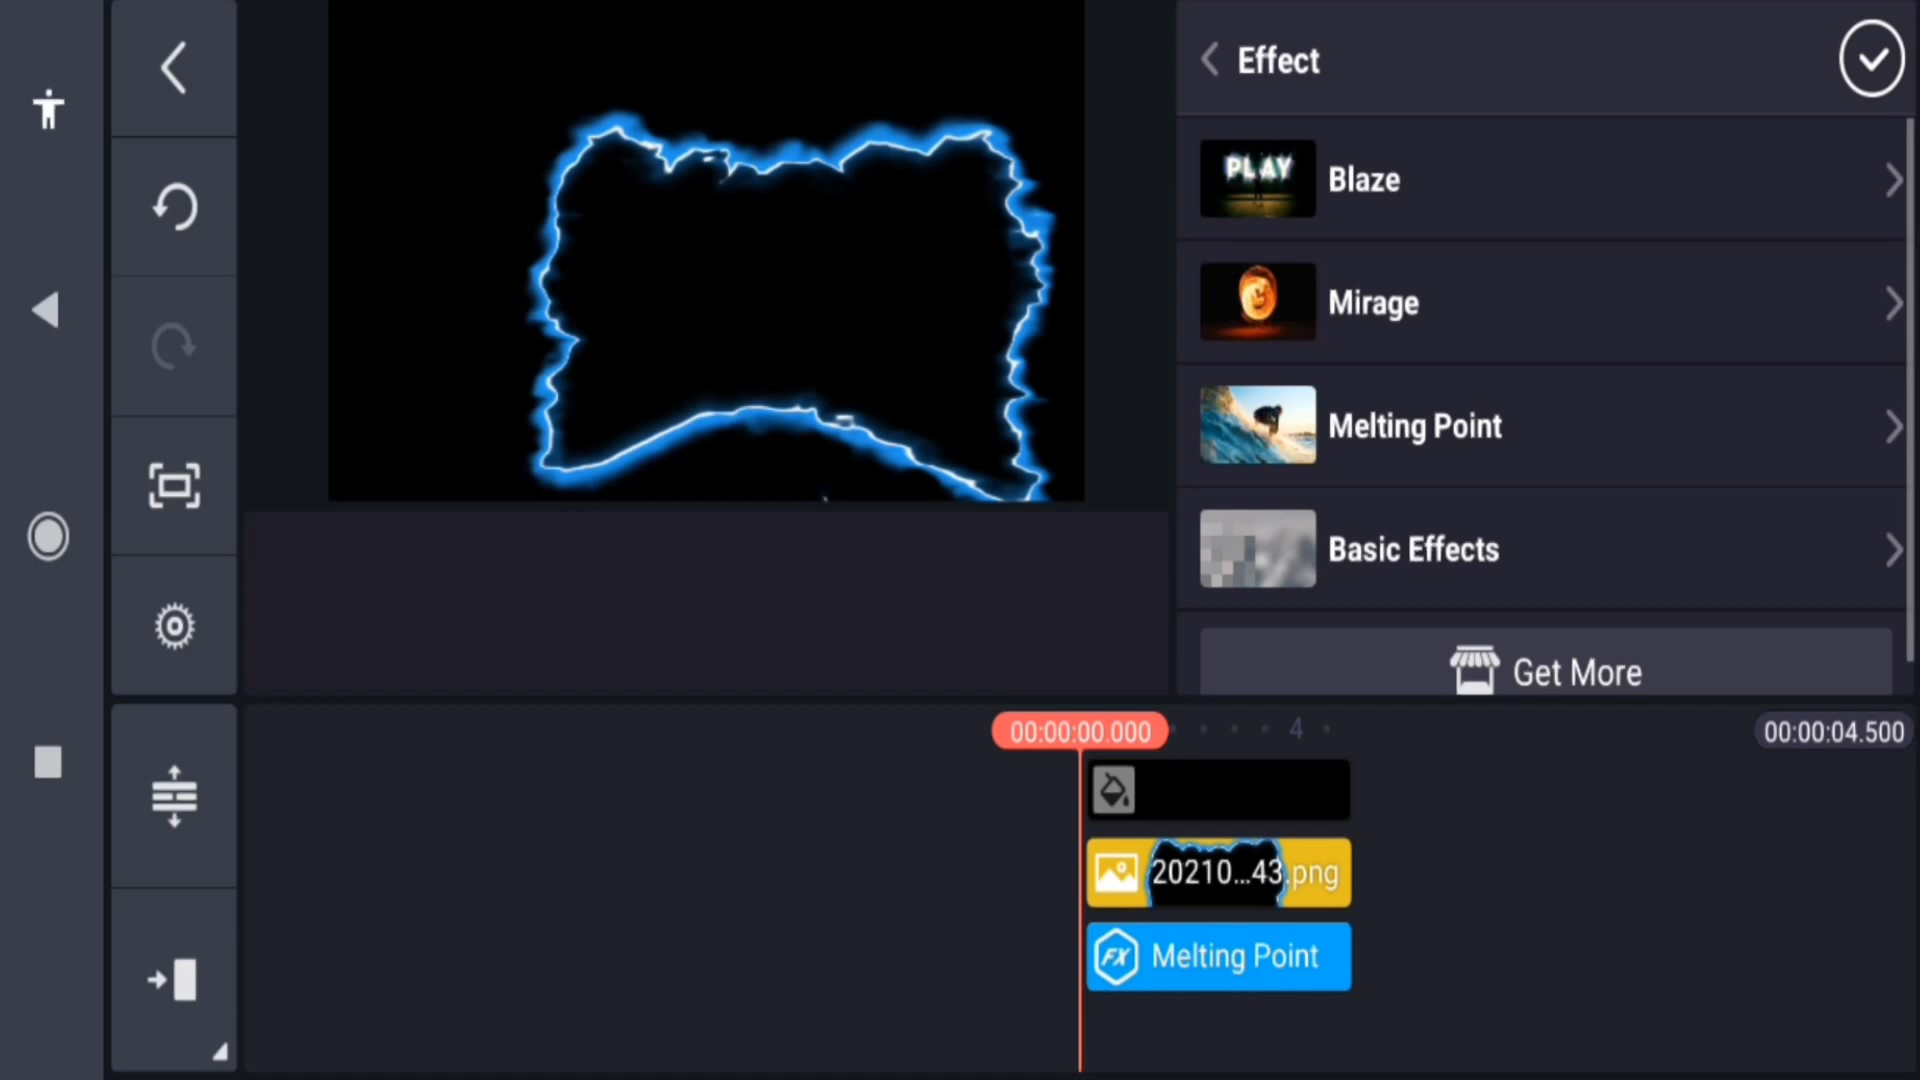 Effect
PLAY
Blaze
Mirage
Melting Point
Basic Effects
Get More
00:00:00.000
4
00:00:04.500
20210...43.png
FX Melting Point